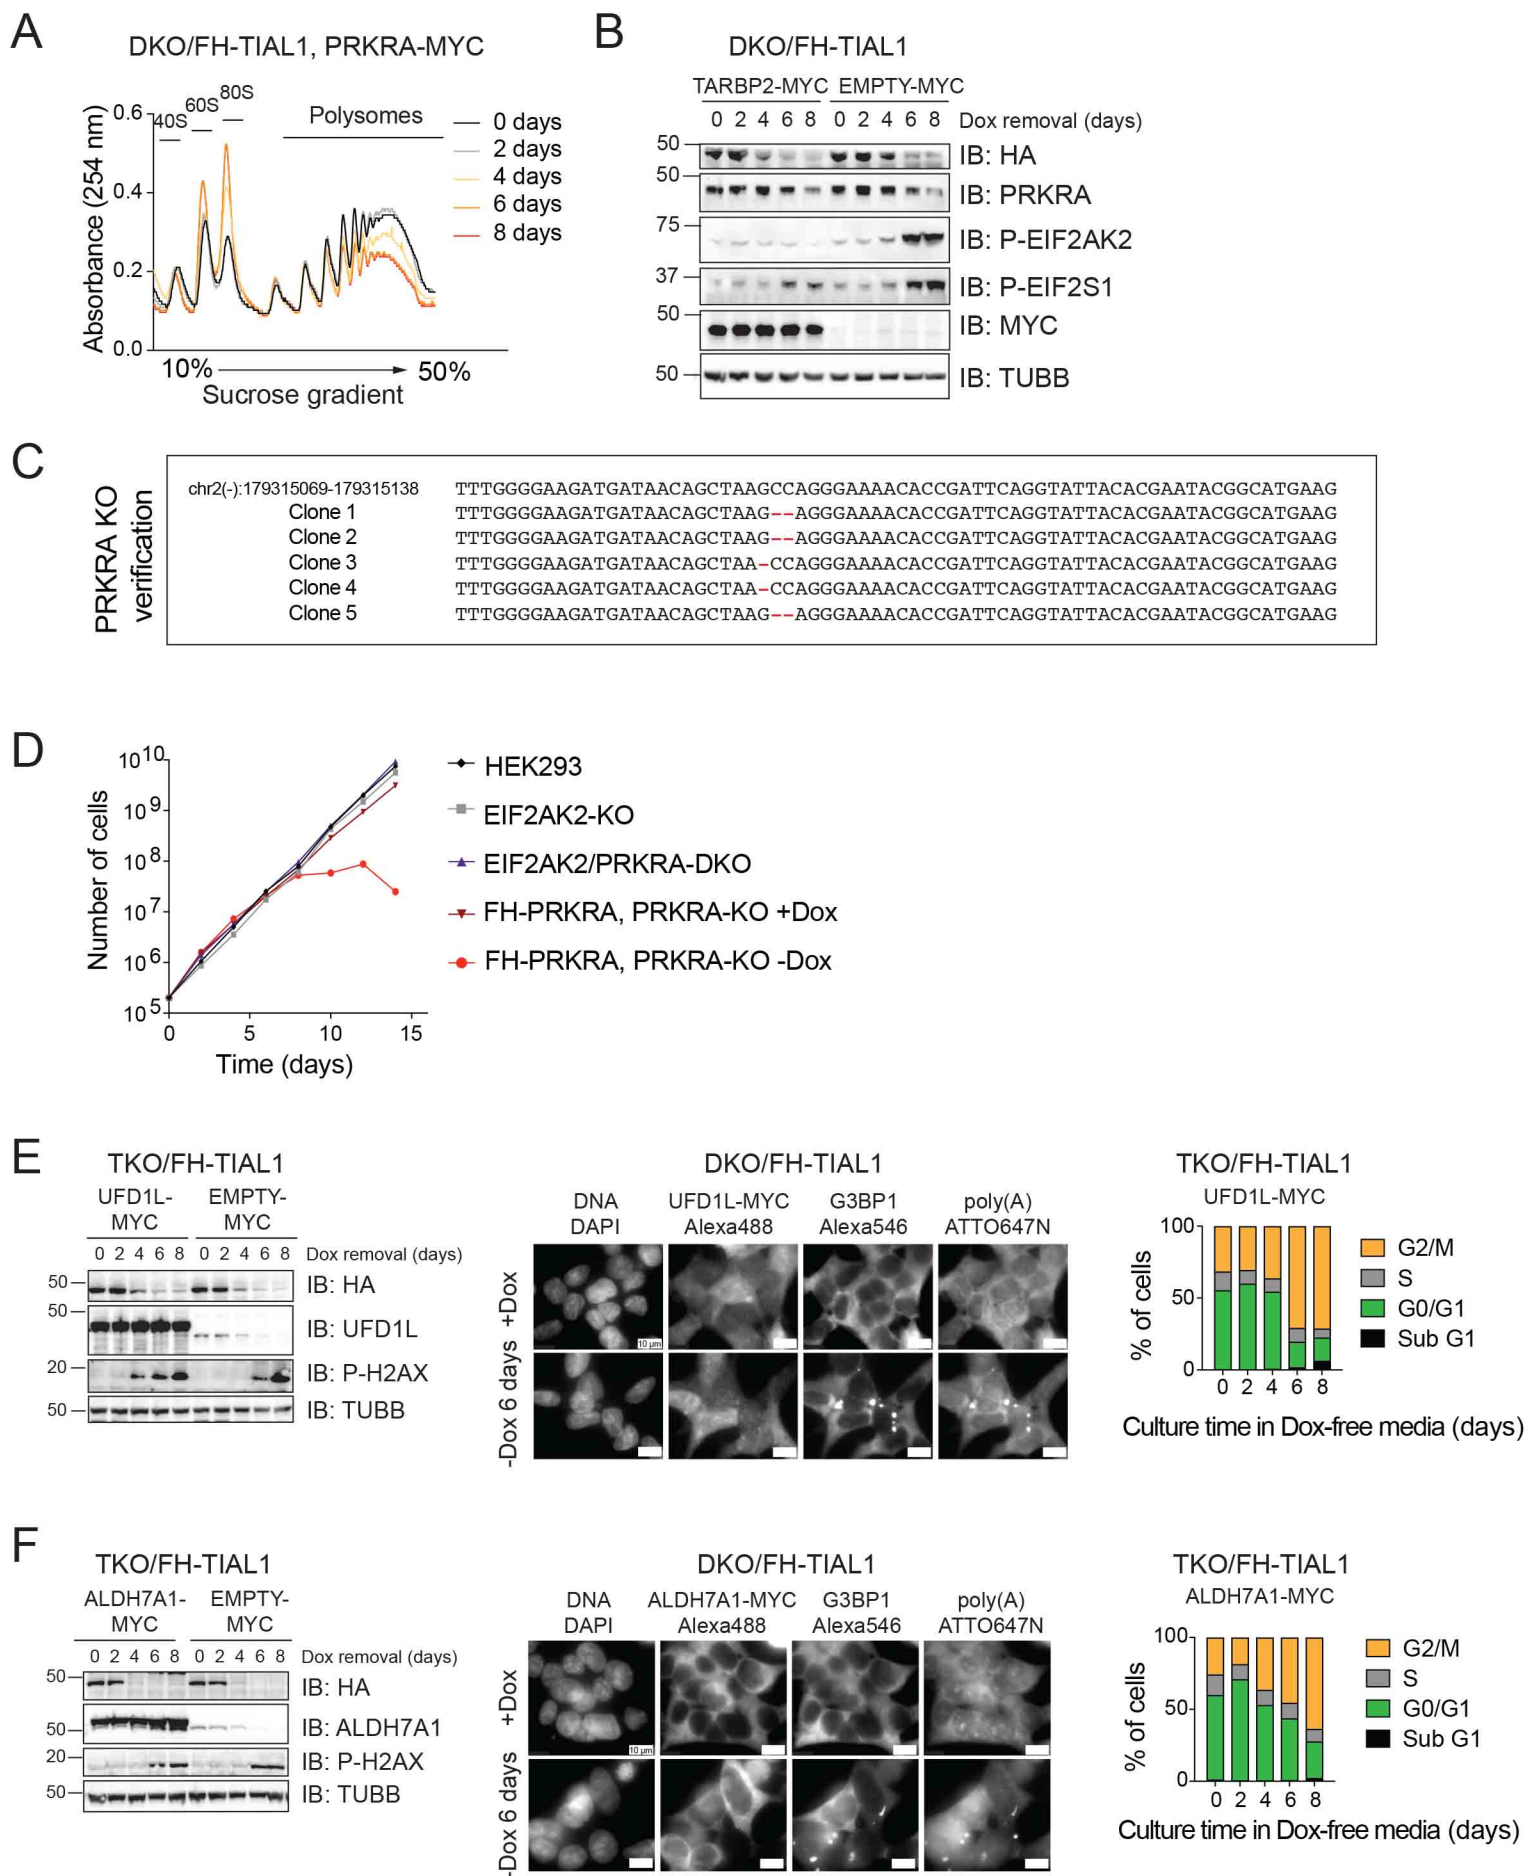 A
DKO/FH-TIAL1, PRKRA-MYC
Absorbance (254 nm)
0.6
0.4
0.2
0.0
40S
60S
80S
Polysomes
0 days
2 days
4 days
6 days
8 days
10%
50%
Sucrose gradient
B
DKO/FH-TIAL1
TARBP2-MYC EMPTY-MYC
0 2 4 6 8 0 2 4 6 8 Dox removal (days)
50 IB: HA
50 IB: PRKRA
75 IB: P-EIF2AK2
37 IB: P-EIF2S1
50 IB: MYC
50 IB: TUBB
C
PRKRA KO
verification
chr2(-):179315069-179315138 TTTGGGGAAGATGATAACAGCTAAGCCAGGGAAAACACCGATTCAGGTATTACACGAATACGGCATGAAG
Clone 1 TTTGGGGAAGATGATAACAGCTAAG--AGGGAAAACACCGATTCAGGTATTACACGAATACGGCATGAAG
Clone 2 TTTGGGGAAGATGATAACAGCTAAG--AGGGAAAACACCGATTCAGGTATTACACGAATACGGCATGAAG
Clone 3 TTTGGGGAAGATGATAACAGCTAA-CCAGGGAAAACACCGATTCAGGTATTACACGAATACGGCATGAAG
Clone 4 TTTGGGGAAGATGATAACAGCTAA-CCAGGGAAAACACCGATTCAGGTATTACACGAATACGGCATGAAG
Clone 5 TTTGGGGAAGATGATAACAGCTAAG--AGGGAAAACACCGATTCAGGTATTACACGAATACGGCATGAAG
D
Number of cells
10^10
10^9
10^8
10^7
10^6
10^5
0 5 10 15
Time (days)
HEK293
EIF2AK2-KO
EIF2AK2/PRKRA-DKO
FH-PRKRA, PRKRA-KO +Dox
FH-PRKRA, PRKRA-KO -Dox
E
TKO/FH-TIAL1
UFD1L-
MYC
EMPTY-
MYC
0 2 4 6 8 0 2 4 6 8 Dox removal (days)
50 IB: HA
50 IB: UFD1L
20 IB: P-H2AX
50 IB: TUBB
DKO/FH-TIAL1
DNA
DAPI
UFD1L-MYC
Alexa488
G3BP1
Alexa546
poly(A)
ATTO647N
+Dox
10 µm
-Dox 6 days
TKO/FH-TIAL1
UFD1L-MYC
% of cells
100
50
0
0 2 4 6 8
Culture time in Dox-free media (days)
G2/M
S
G0/G1
Sub G1
F
TKO/FH-TIAL1
ALDH7A1-
MYC
EMPTY-
MYC
0 2 4 6 8 0 2 4 6 8 Dox removal (days)
50 IB: HA
50 IB: ALDH7A1
20 IB: P-H2AX
50 IB: TUBB
DKO/FH-TIAL1
DNA
DAPI
ALDH7A1-MYC
Alexa488
G3BP1
Alexa546
poly(A)
ATTO647N
+Dox
10 µm
-Dox 6 days
TKO/FH-TIAL1
ALDH7A1-MYC
% of cells
100
50
0
0 2 4 6 8
Culture time in Dox-free media (days)
G2/M
S
G0/G1
Sub G1